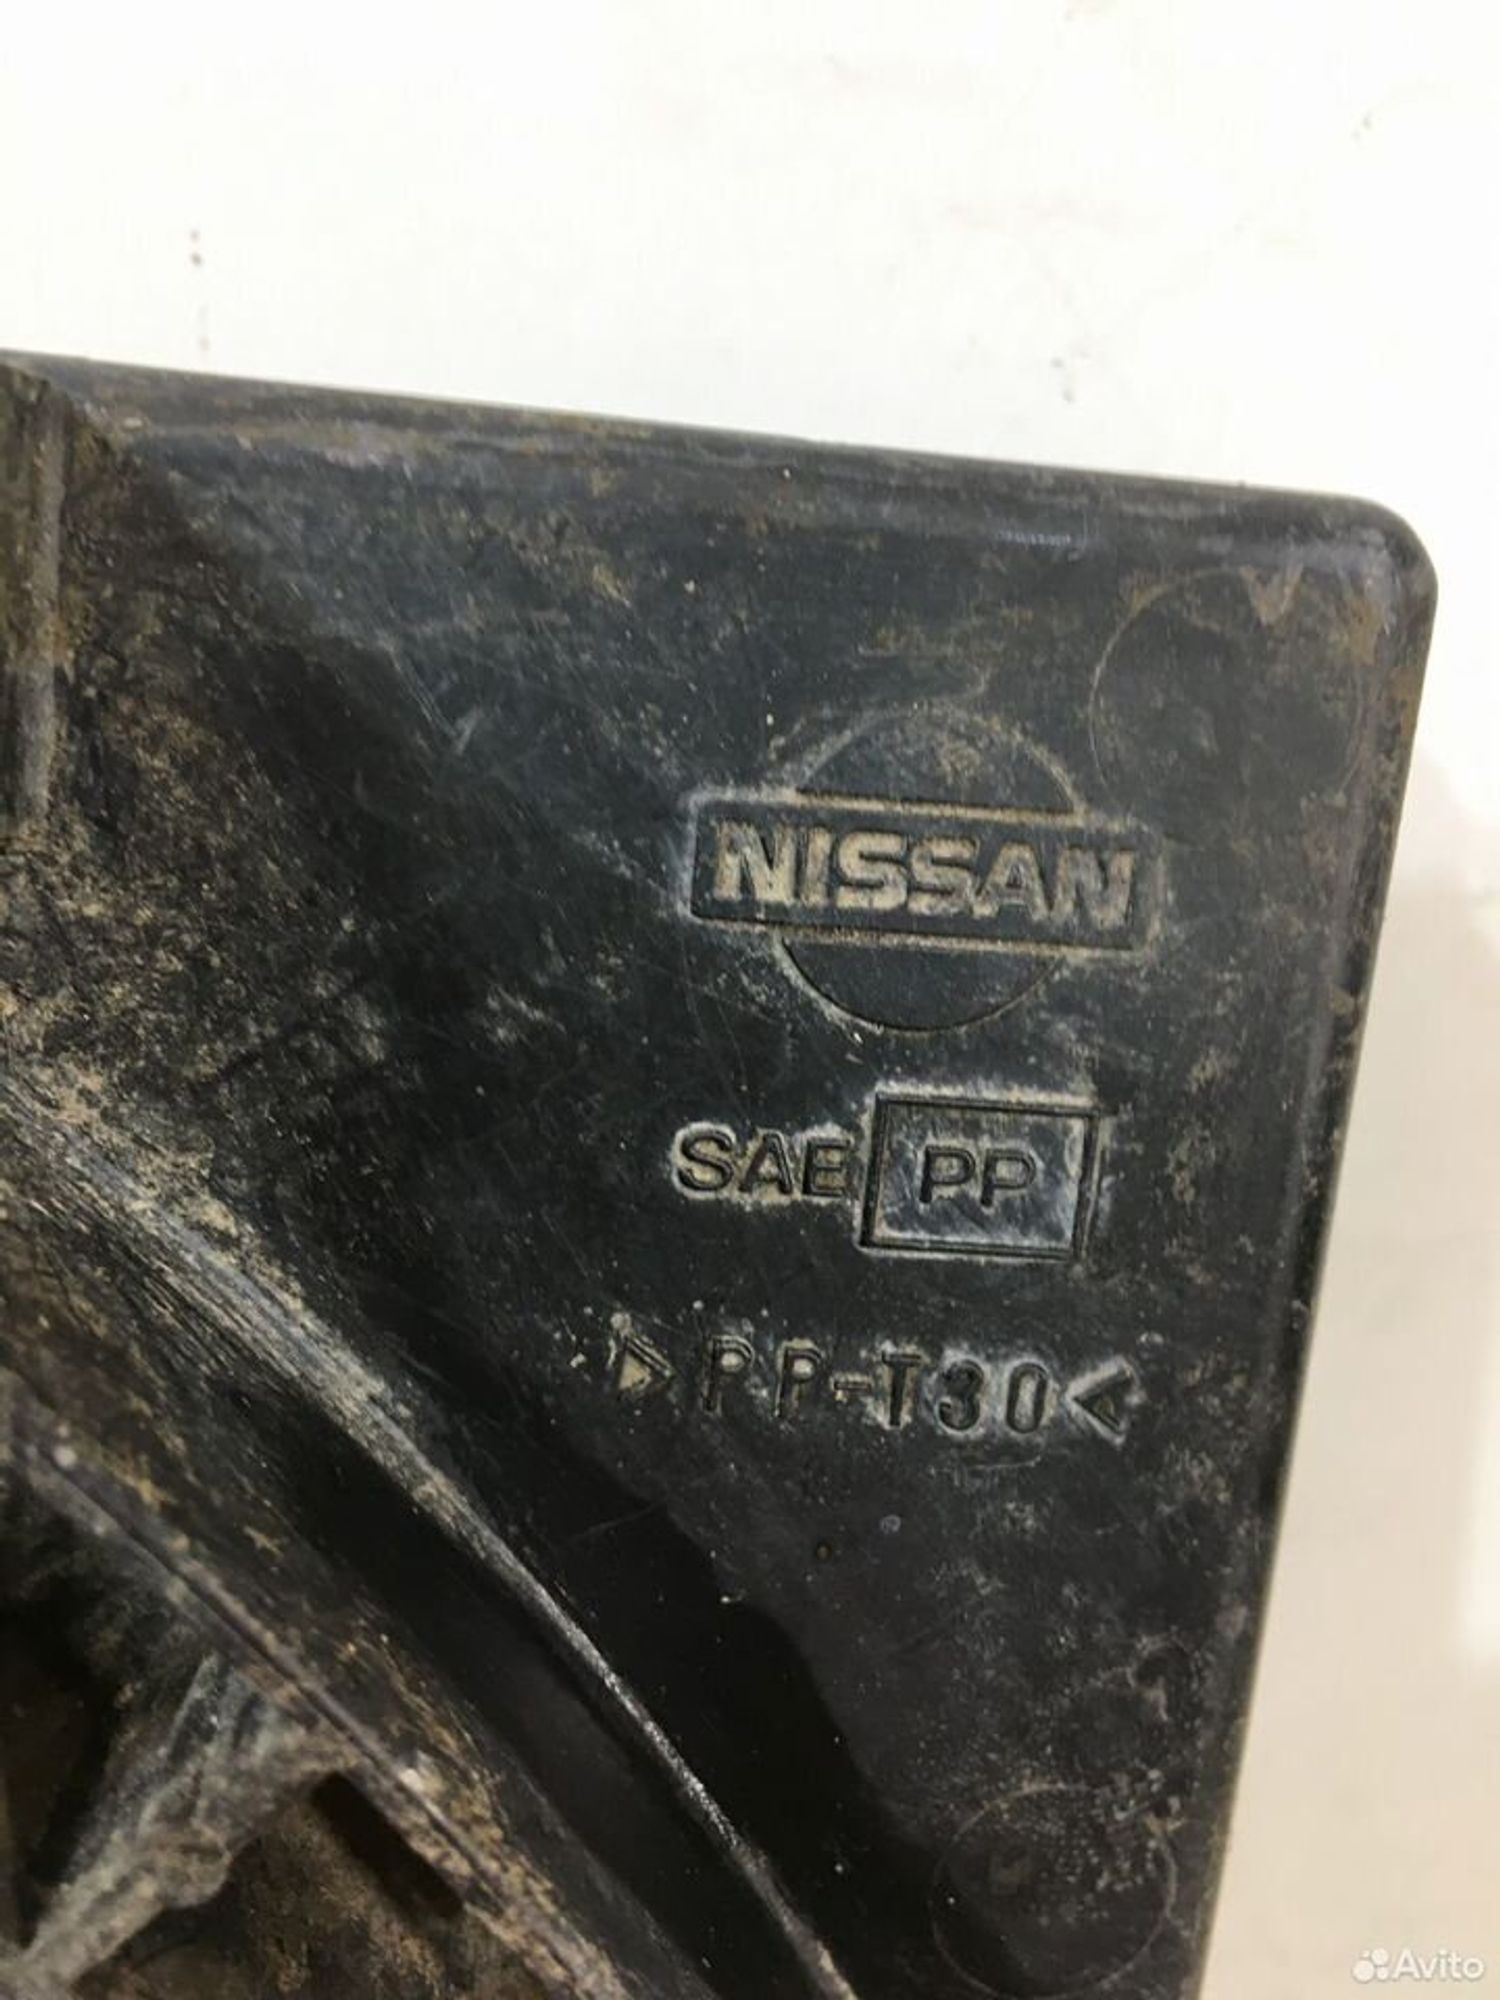 NISSAN
SAE PP
>PP-T30<
Avito